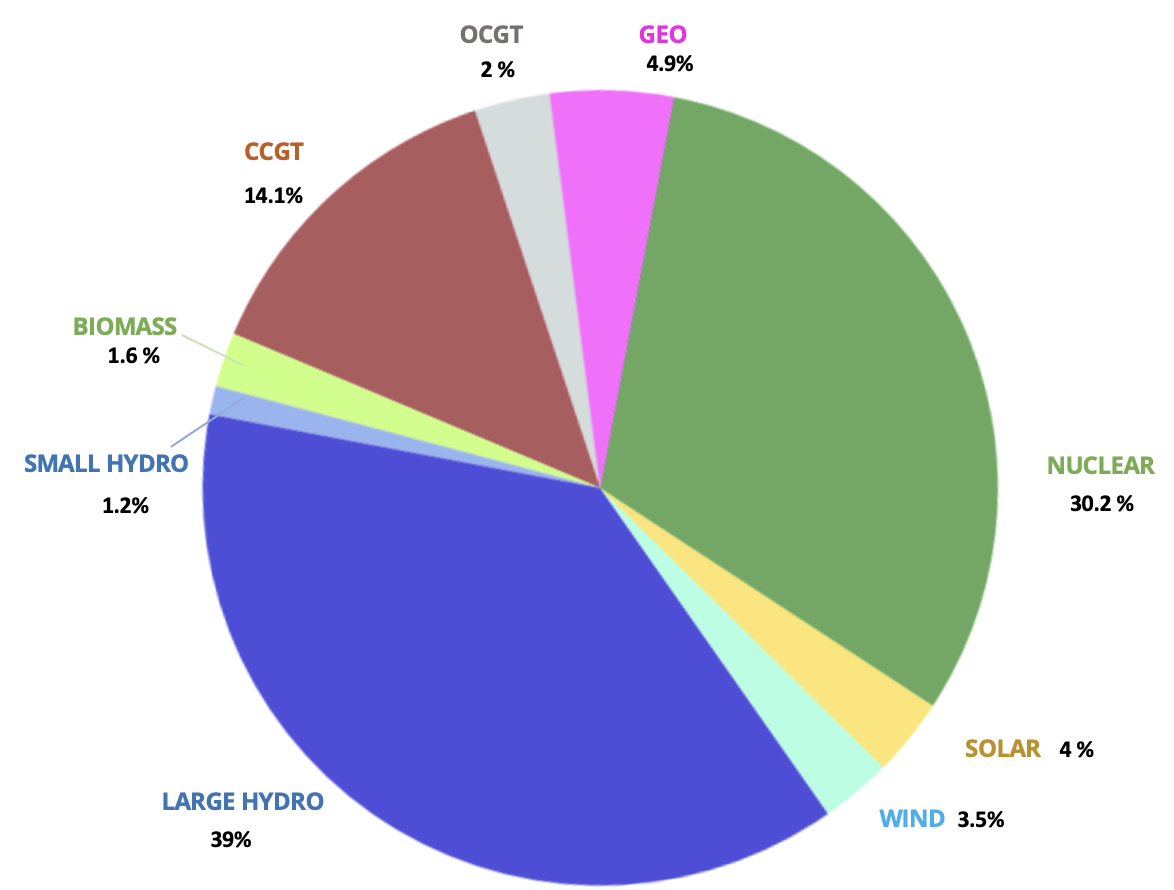 OCGT
2 %
GEO
4.9%
CCGT
14.1%
BIOMASS
1.6 %
SMALL HYDRO
1.2%
NUCLEAR
30.2 %
SOLAR 4 %
WIND 3.5%
LARGE HYDRO
39%